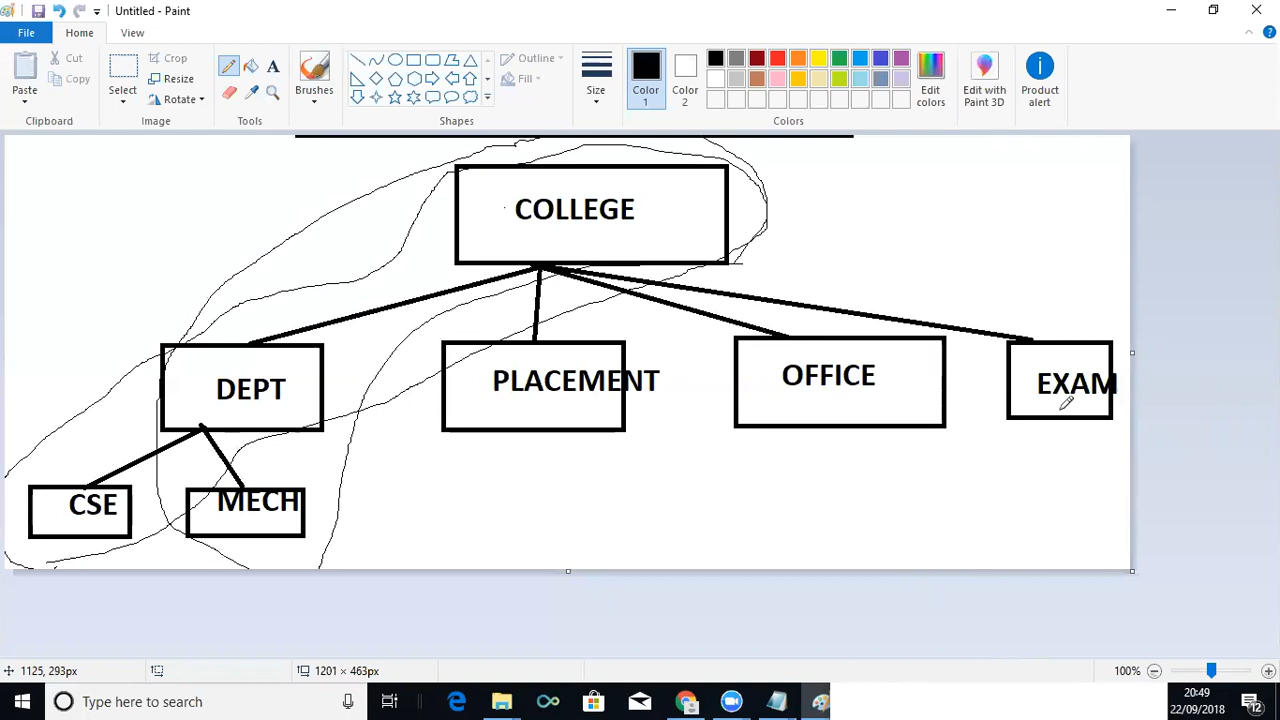 Untitled - Paint
File Home View
Paste
Cut
Copy
Clipboard
Select
Crop
Resize
Rotate
Image
A
Tools
Brushes
Outline
Fill
Shapes
Size
Color 1
Color 2
Colors
Edit colors
Edit with Paint 3D
Product alert
COLLEGE
DEPT
PLACEMENT
OFFICE
EXAM
CSE
MECH
1125, 293px
1201 × 463px
100%
Type here to search
20:49
22/09/2018
12